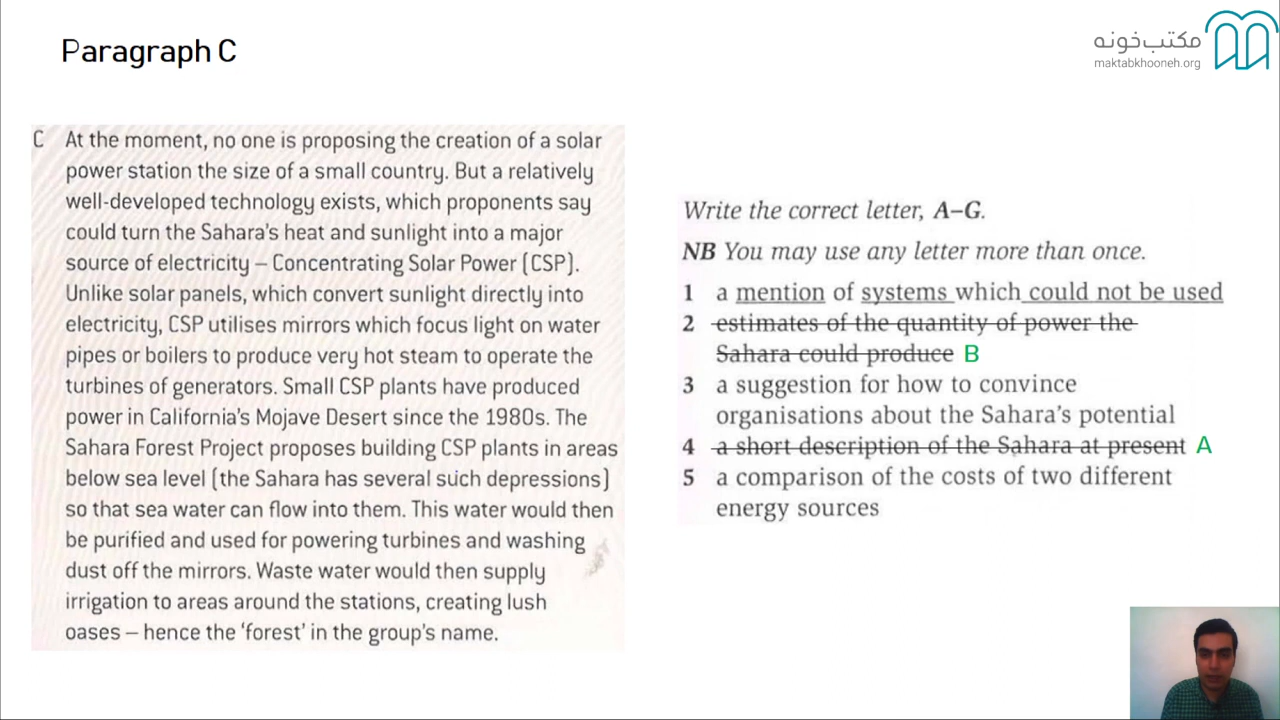 Paragraph C
مکتب‌خونه
maktabkhooneh.org
C At the moment, no one is proposing the creation of a solar
power station the size of a small country. But a relatively
well-developed technology exists, which proponents say
could turn the Sahara's heat and sunlight into a major
source of electricity – Concentrating Solar Power (CSP).
Unlike solar panels, which convert sunlight directly into
electricity, CSP utilises mirrors which focus light on water
pipes or boilers to produce very hot steam to operate the
turbines of generators. Small CSP plants have produced
power in California's Mojave Desert since the 1980s. The
Sahara Forest Project proposes building CSP plants in areas
below sea level (the Sahara has several such depressions)
so that sea water can flow into them. This water would then
be purified and used for powering turbines and washing
dust off the mirrors. Waste water would then supply
irrigation to areas around the stations, creating lush
oases – hence the 'forest' in the group's name.
Write the correct letter, A–G.
NB You may use any letter more than once.
1 a mention of systems which could not be used
2 estimates of the quantity of power the
Sahara could produce B
3 a suggestion for how to convince
organisations about the Sahara's potential
4 a short description of the Sahara at present A
5 a comparison of the costs of two different
energy sources